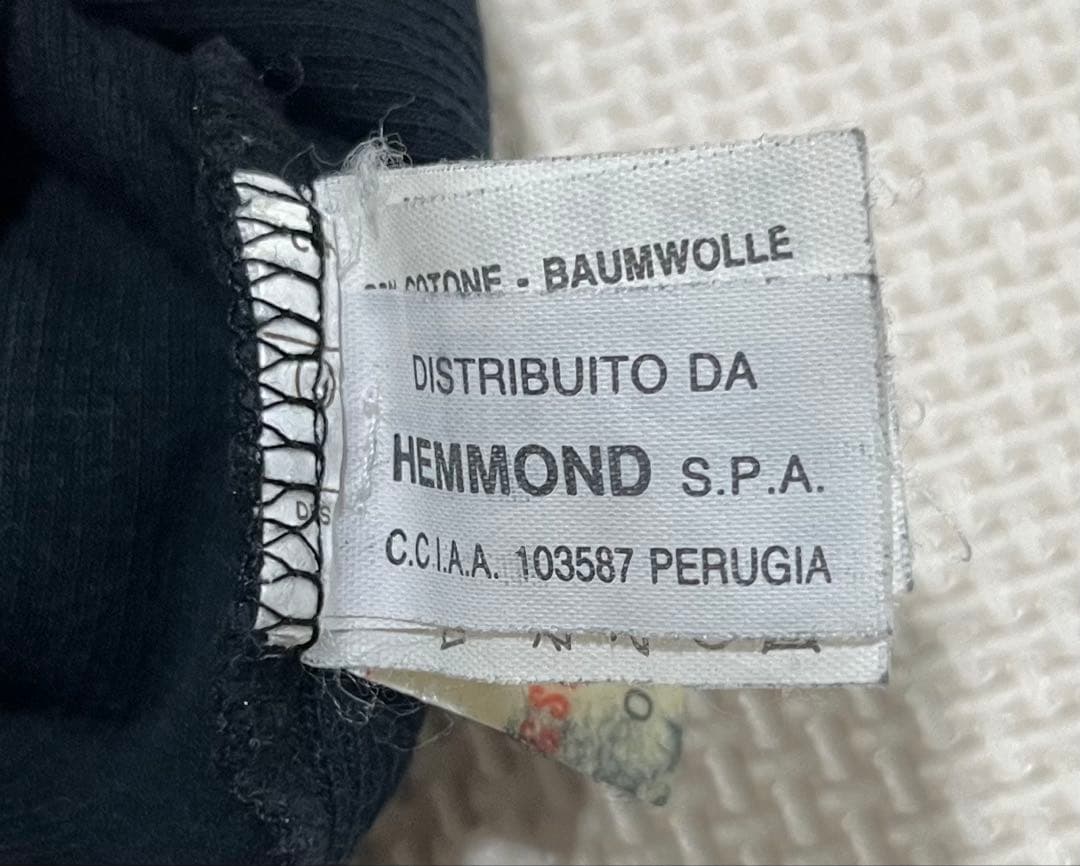 COTONE - BAUMWOLLE
DISTRIBUITO DA
HEMMOND S.P.A.
C.C.I.A.A. 103587 PERUGIA